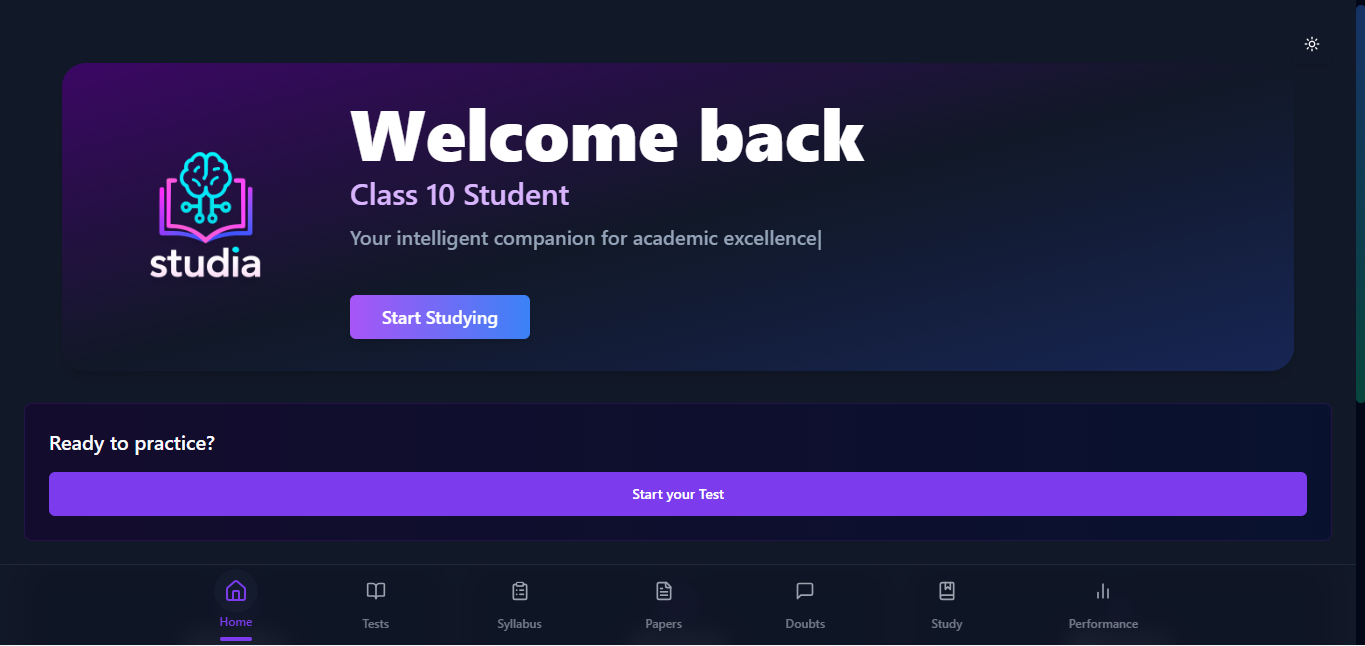 Welcome back
Class 10 Student
Your intelligent companion for academic excellence|
studia
Start Studying
Ready to practice?
Start your Test
Home
Tests
Syllabus
Papers
Doubts
Study
Performance